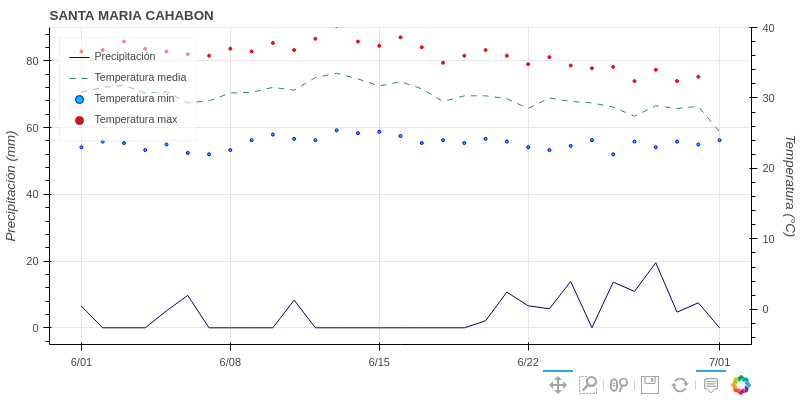 SANTA MARIA CAHABON
Precipitación
Temperatura media
Temperatura min
Temperatura max
Precipitación (mm)
80
60
40
20
0
Temperatura (°C)
40
30
20
10
0
6/01
6/08
6/15
6/22
7/01